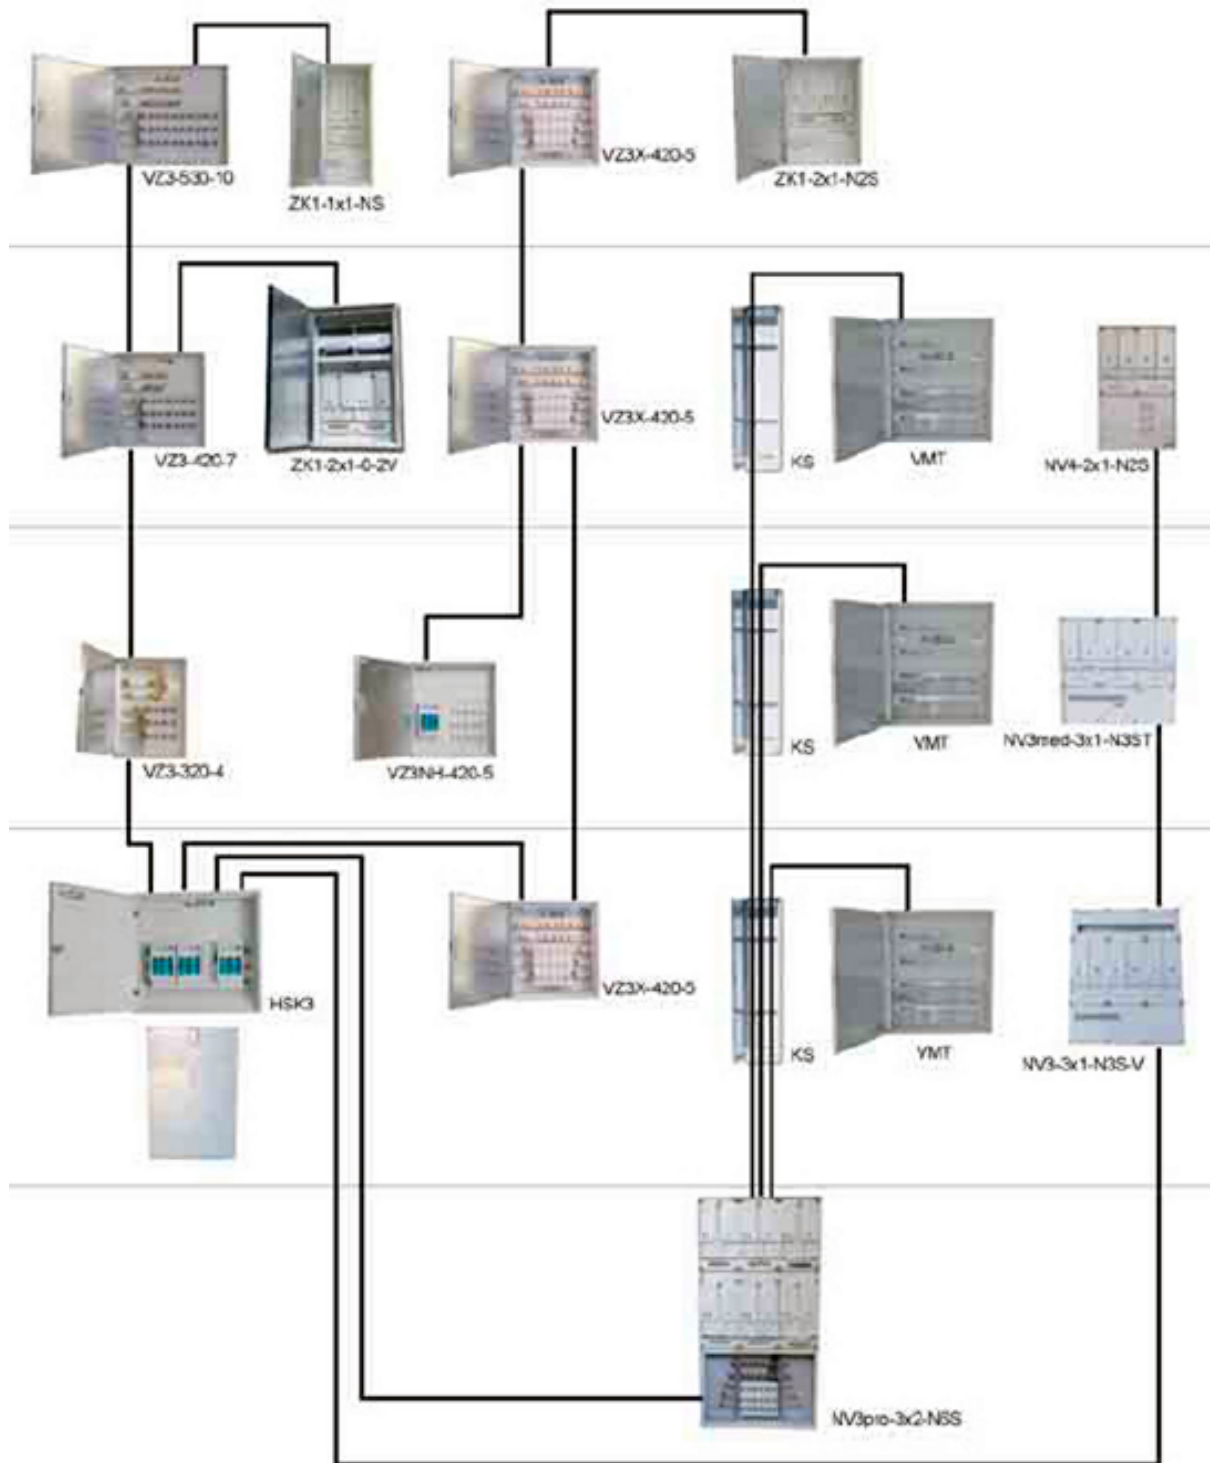 VZ3-530-10
ZK1-1x1-NS
VZ3X-420-5
ZK1-2x1-N2S
VZ3-420-7
ZK1-2x1-0-2V
VZ3X-420-5
KS
VMT
NV4-2x1-N2S
VZ3-320-4
VZ3NH-420-5
KS
VMT
NV3med-3x1-N3ST
HSK3
VZ3X-420-5
KS
VMT
NV3-3x1-N3S-V
NV3pro-3x2-N6S